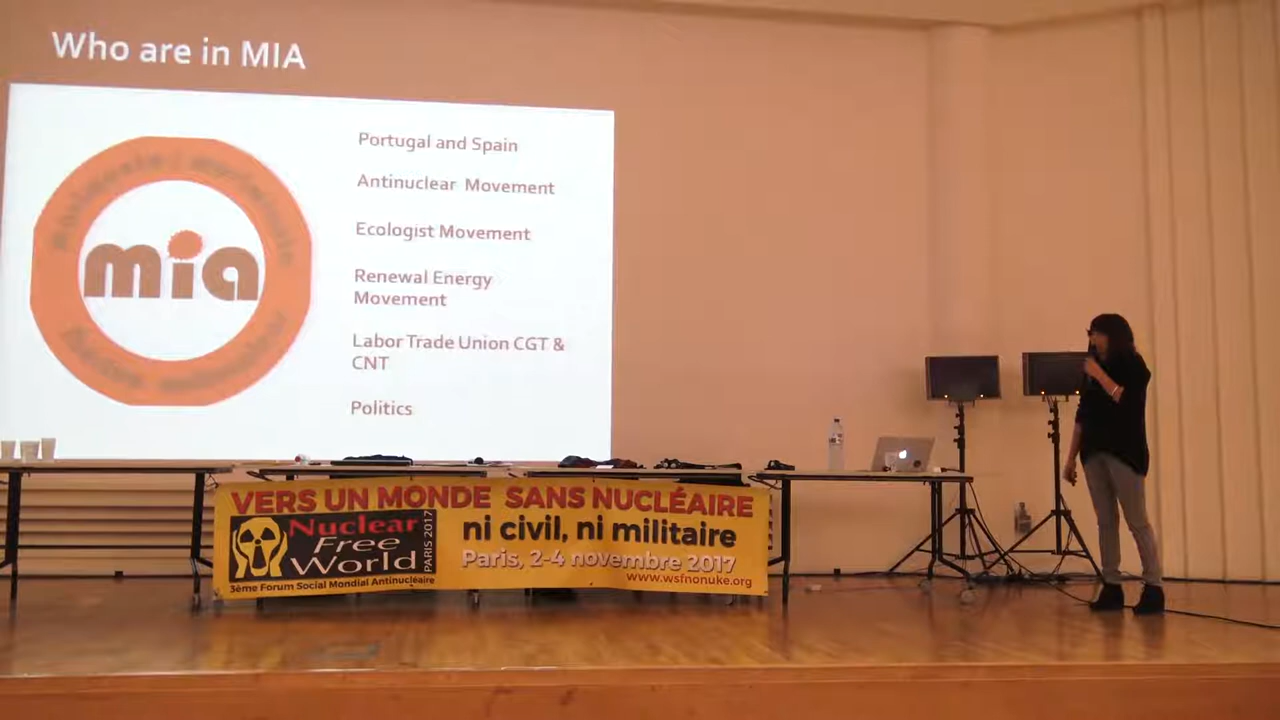 Who are in MIA
mia
Portugal and Spain
Antinuclear Movement
Ecologist Movement
Renewal Energy
Movement
Labor Trade Union CGT &
CNT
Politics
VERS UN MONDE SANS NUCLÉAIRE
ni civil, ni militaire
Paris, 2-4 novembre 2017
www.wsfnonuke.org
Nuclear
Free
World
PARIS 2017
3ème Forum Social Mondial Antinucléaire